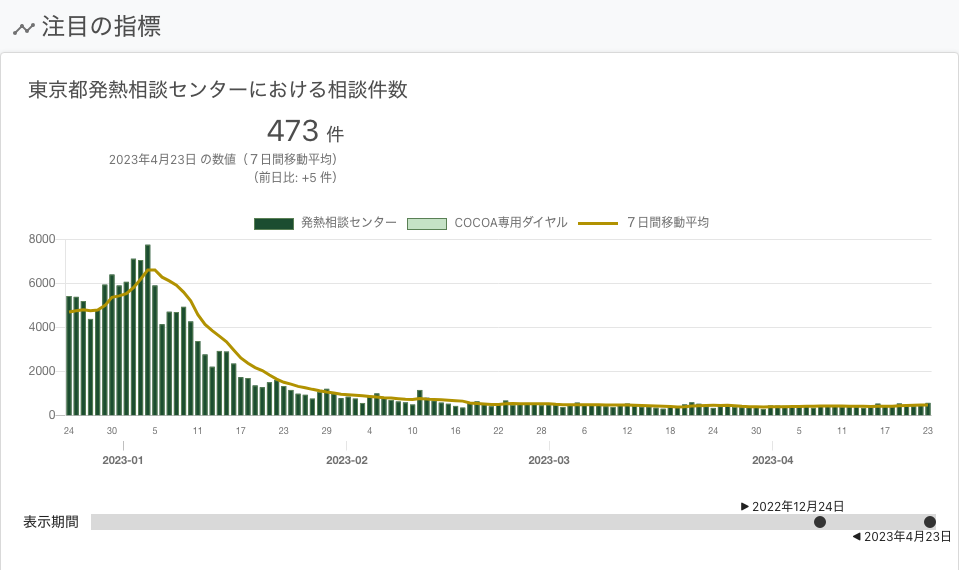 注目の指標
東京都発熱相談センターにおける相談件数
473 件
2023年4月23日 の数値（７日間移動平均）
（前日比: +5 件）
発熱相談センター COCOA専用ダイヤル ７日間移動平均
8000
6000
4000
2000
0
24 30 5 11 17 23 29 4 10 16 22 28 6 12 18 24 30 5 11 17 23
2023-01 2023-02 2023-03 2023-04
2022年12月24日
表示期間
2023年4月23日